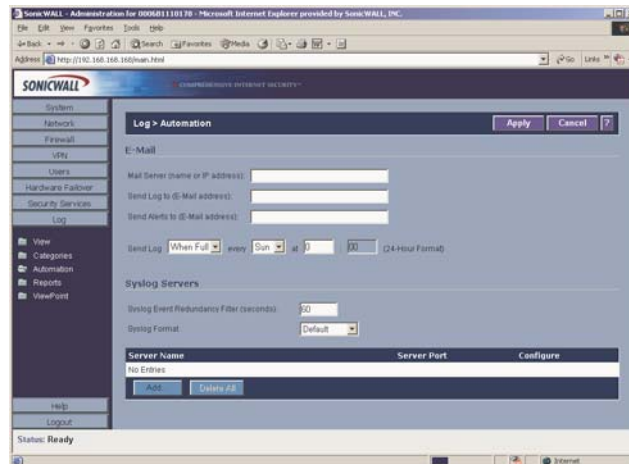 SonicWALL - Administration for 000601110178 - Microsoft Internet Explorer provided by SonicWALL, INC.
File Edit View Favorites Tools Help
Back Search Favorites Media
Address http://192.168.168.168/main.html Go Links
SONICWALL COMPREHENSIVE INTERNET SECURITY™
System
Network
Firewall
VPN
Users
Hardware Failover
Security Services
Log
View
Categories
Automation
Reports
ViewPoint
Help
Logout
Status: Ready
Log > Automation Apply Cancel ?
E-Mail
Mail Server (name or IP address):
Send Log to (E-Mail address):
Send Alerts to (E-Mail address):
Send Log When Full every Sun at 0 : 00 (24-Hour Format)
Syslog Servers
Syslog Event Redundancy Filter (seconds): 60
Syslog Format: Default
Server Name Server Port Configure
No Entries
Add... Delete All
Internet